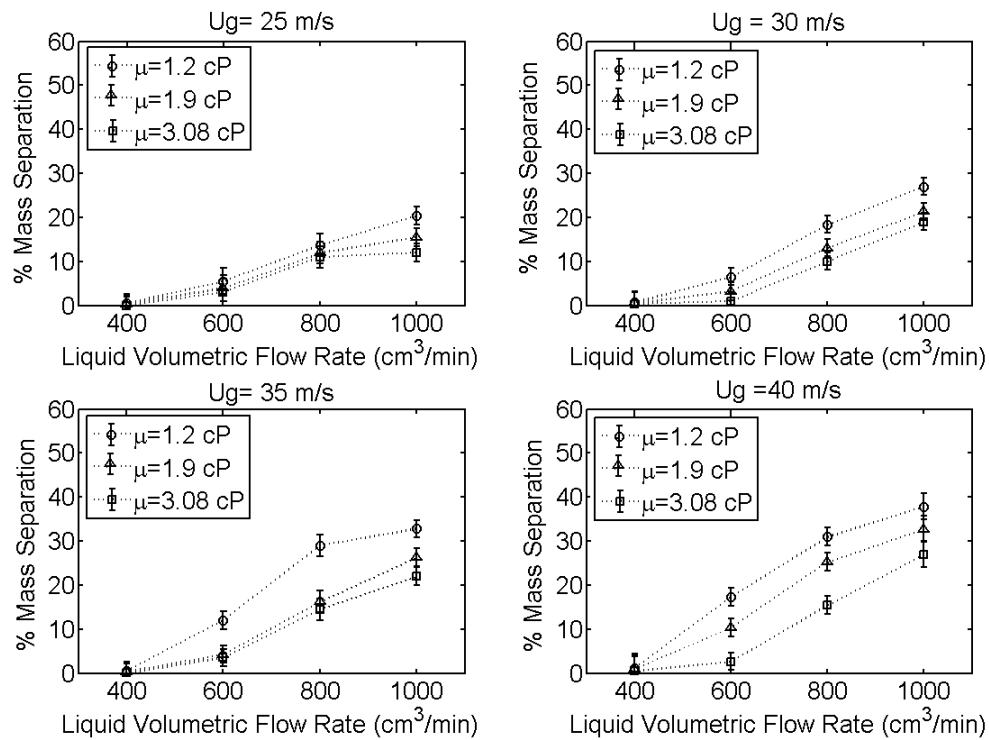 Ug= 25 m/s
60
50
40
30
20
10
0
% Mass Separation
μ=1.2 cP
μ=1.9 cP
μ=3.08 cP
400 600 800 1000
Liquid Volumetric Flow Rate (cm³/min)
Ug = 30 m/s
60
50
40
30
20
10
0
% Mass Separation
μ=1.2 cP
μ=1.9 cP
μ=3.08 cP
400 600 800 1000
Liquid Volumetric Flow Rate (cm³/min)
Ug= 35 m/s
60
50
40
30
20
10
0
% Mass Separation
μ=1.2 cP
μ=1.9 cP
μ=3.08 cP
400 600 800 1000
Liquid Volumetric Flow Rate (cm³/min)
Ug =40 m/s
60
50
40
30
20
10
0
% Mass Separation
μ=1.2 cP
μ=1.9 cP
μ=3.08 cP
400 600 800 1000
Liquid Volumetric Flow Rate (cm³/min)